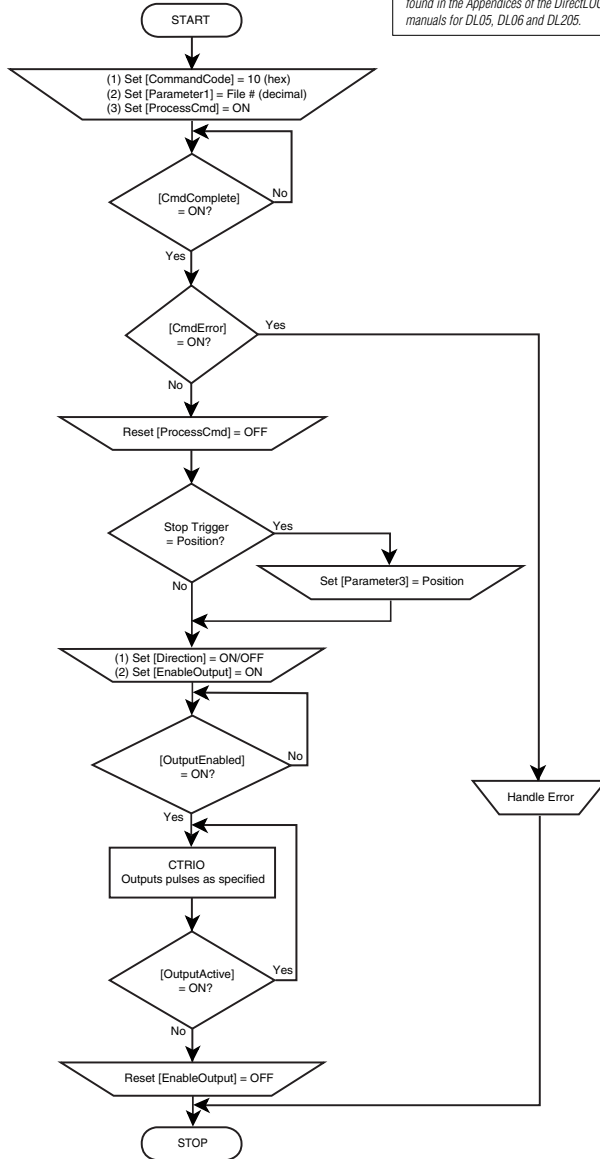 found in the Appendices of the DirectLOG
manuals for DL05, DL06 and DL205.
START
(1) Set [CommandCode] = 10 (hex)
(2) Set [Parameter1] = File # (decimal)
(3) Set [ProcessCmd] = ON
[CmdComplete]
= ON?
No
Yes
[CmdError]
= ON?
Yes
No
Reset [ProcessCmd] = OFF
Stop Trigger
= Position?
Yes
No
Set [Parameter3] = Position
(1) Set [Direction] = ON/OFF
(2) Set [EnableOutput] = ON
[OutputEnabled]
= ON?
No
Yes
Handle Error
CTRIO
Outputs pulses as specified
[OutputActive]
= ON?
Yes
No
Reset [EnableOutput] = OFF
STOP